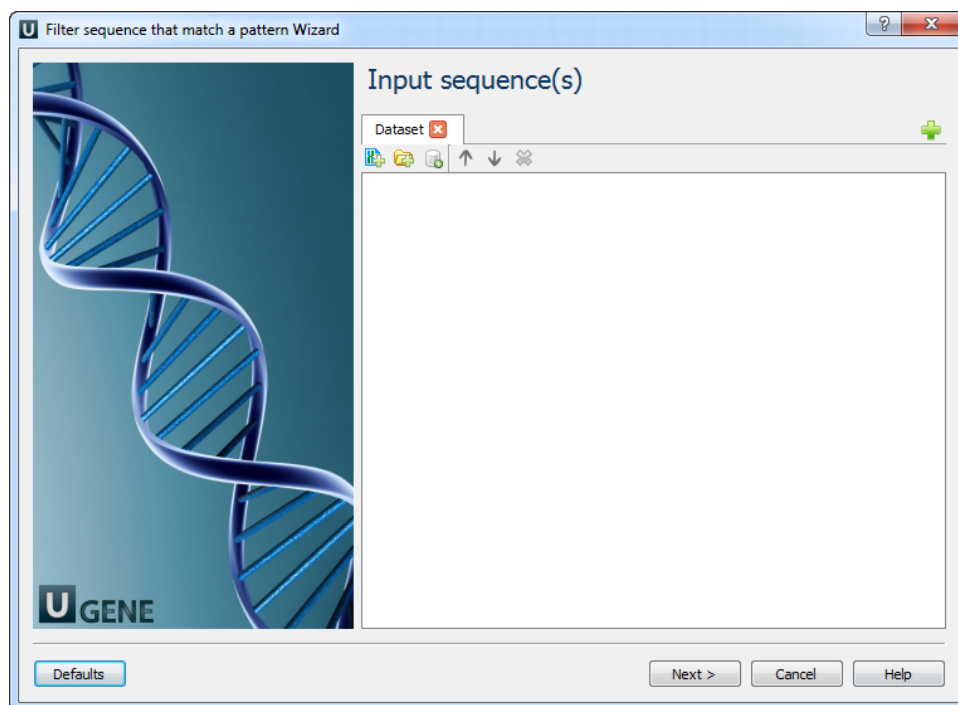 U Filter sequence that match a pattern Wizard
?
Input sequence(s)
Dataset
U GENE
Defaults
Next >
Cancel
Help